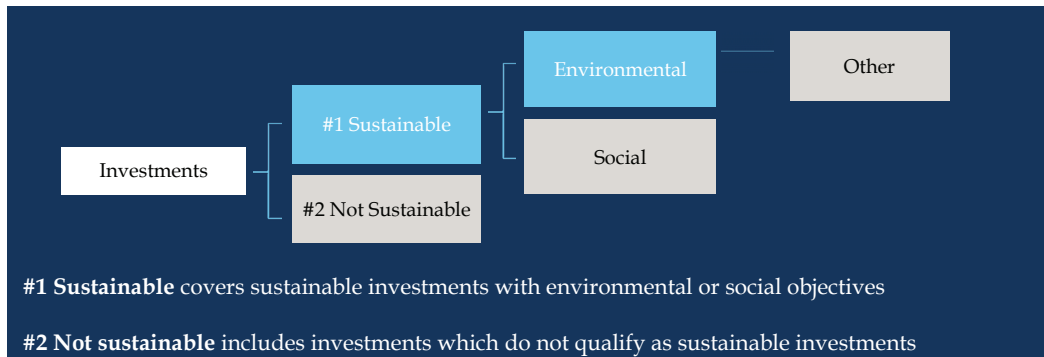 Environmental
Other
#1 Sustainable
Social
Investments
#2 Not Sustainable
#1 Sustainable covers sustainable investments with environmental or social objectives
#2 Not sustainable includes investments which do not qualify as sustainable investments